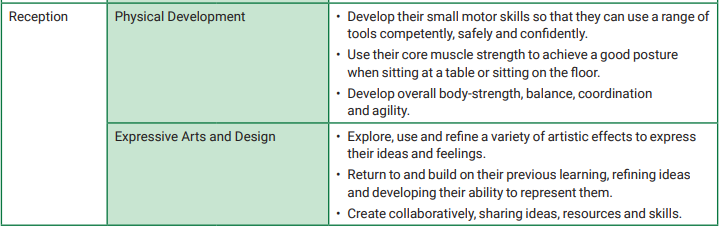 Reception
Physical Development
• Develop their small motor skills so that they can use a range of
tools competently, safely and confidently.
• Use their core muscle strength to achieve a good posture
when sitting at a table or sitting on the floor.
• Develop overall body-strength, balance, coordination
and agility.
Expressive Arts and Design
• Explore, use and refine a variety of artistic effects to express
their ideas and feelings.
• Return to and build on their previous learning, refining ideas
and developing their ability to represent them.
• Create collaboratively, sharing ideas, resources and skills.